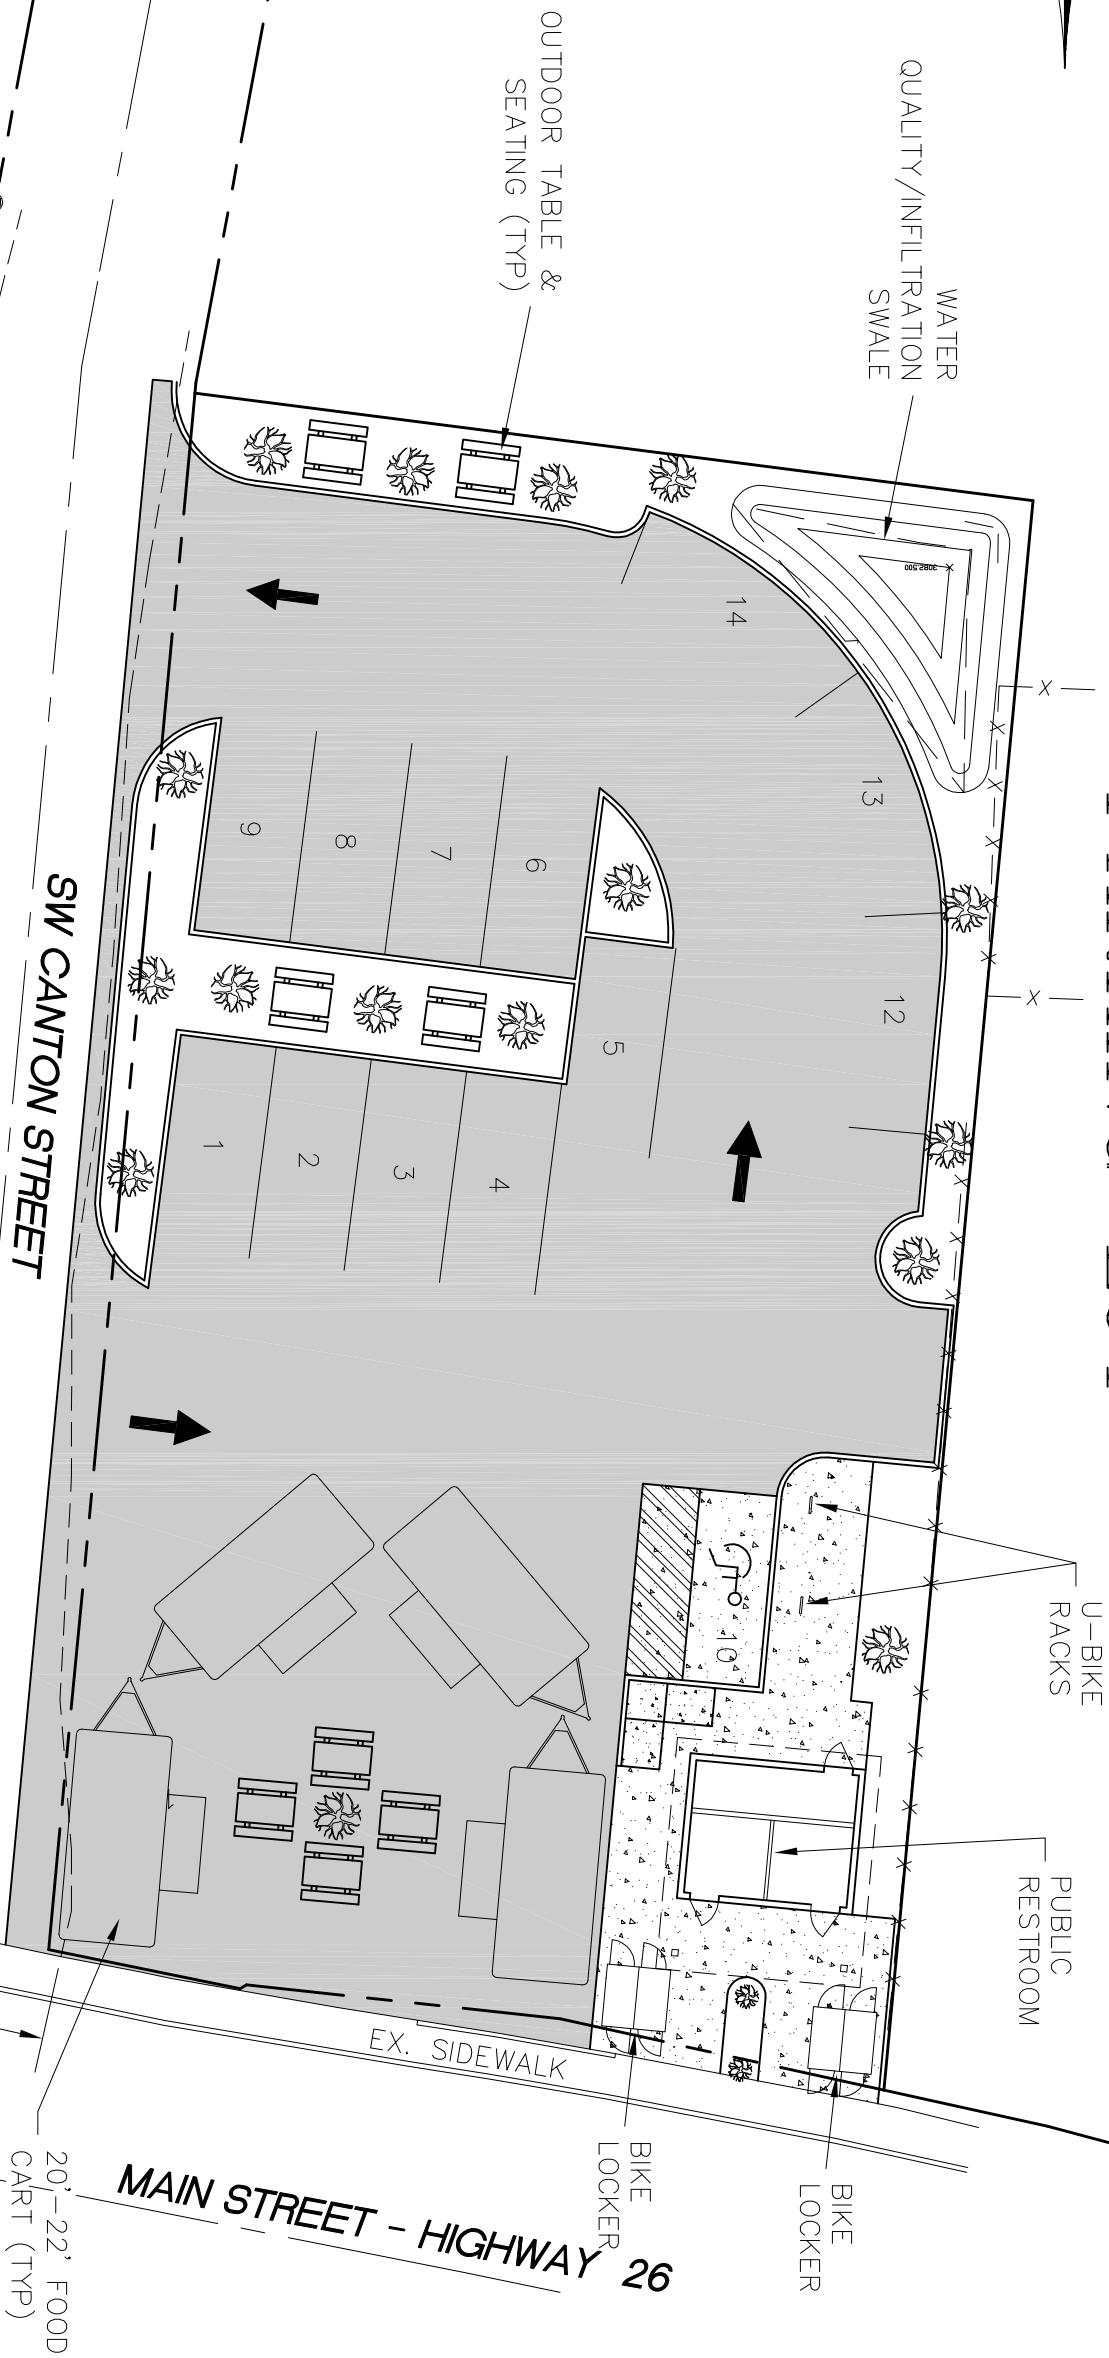 OUTDOOR TABLE &
SEATING (TYP)
WATER
QUALITY/INFILTRATION
SWALE
3082.500
14
13
12
9
8
7
6
5
1
2
3
4
10
X
X
SW CANTON STREET
U-BIKE
RACKS
PUBLIC
RESTROOM
EX. SIDEWALK
BIKE
LOCKER
BIKE
LOCKER
MAIN STREET - HIGHWAY 26
20'-22' FOOD
CART (TYP)